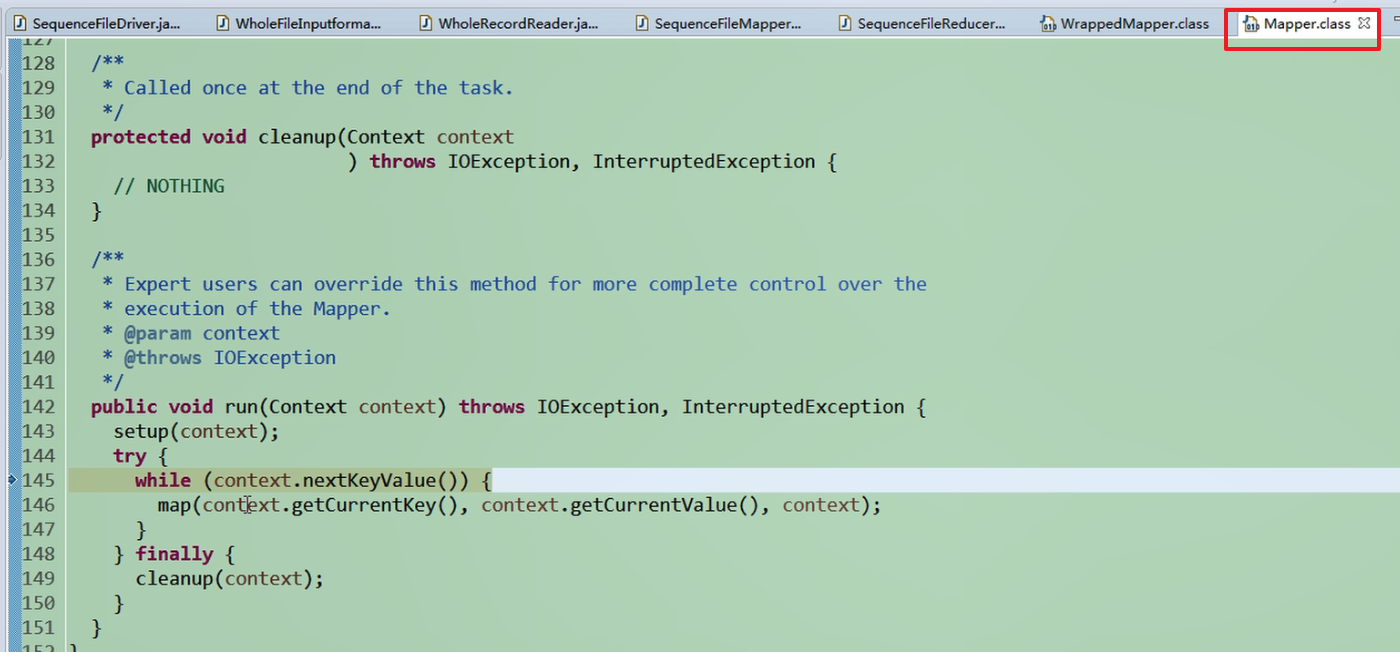 SequenceFileDriver.ja... WholeFileInputforma... WholeRecordReader.ja... SequenceFileMapper... SequenceFileReducer... WrappedMapper.class Mapper.class
127
128 /**
129 * Called once at the end of the task.
130 */
131 protected void cleanup(Context context
132 ) throws IOException, InterruptedException {
133 // NOTHING
134 }
135
136 /**
137 * Expert users can override this method for more complete control over the
138 * execution of the Mapper.
139 * @param context
140 * @throws IOException
141 */
142 public void run(Context context) throws IOException, InterruptedException {
143 setup(context);
144 try {
145 while (context.nextKeyValue()) {
146 map(context.getCurrentKey(), context.getCurrentValue(), context);
147 }
148 } finally {
149 cleanup(context);
150 }
151 }
152 }